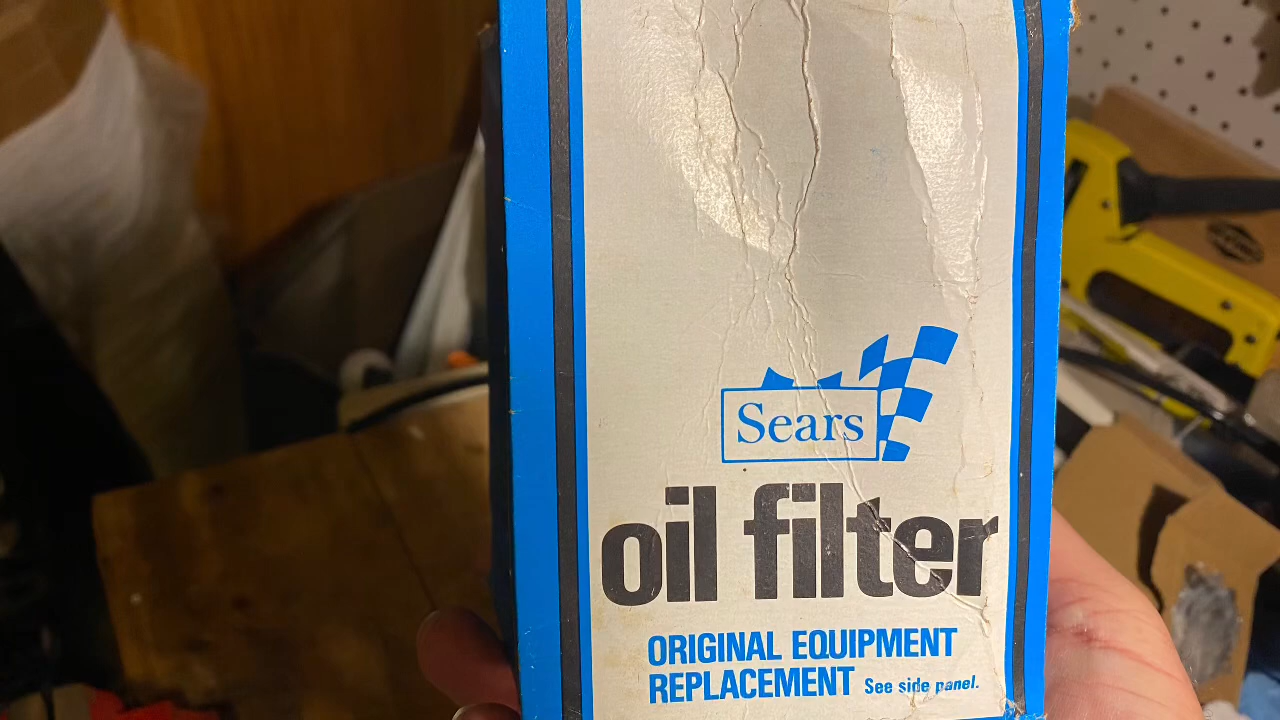 Sears
oil filter
ORIGINAL EQUIPMENT
REPLACEMENT See side panel.